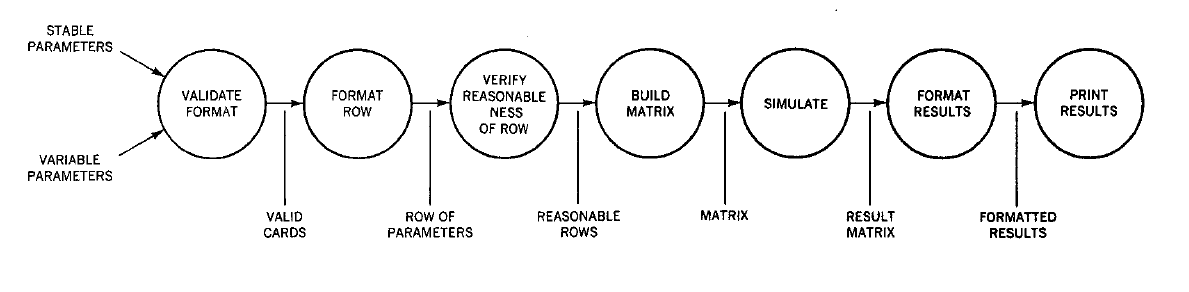 STABLE
PARAMETERS
VARIABLE
PARAMETERS
VALIDATE
FORMAT
VALID
CARDS
FORMAT
ROW
ROW OF
PARAMETERS
VERIFY
REASONABLE
NESS
OF ROW
REASONABLE
ROWS
BUILD
MATRIX
MATRIX
SIMULATE
RESULT
MATRIX
FORMAT
RESULTS
FORMATTED
RESULTS
PRINT
RESULTS